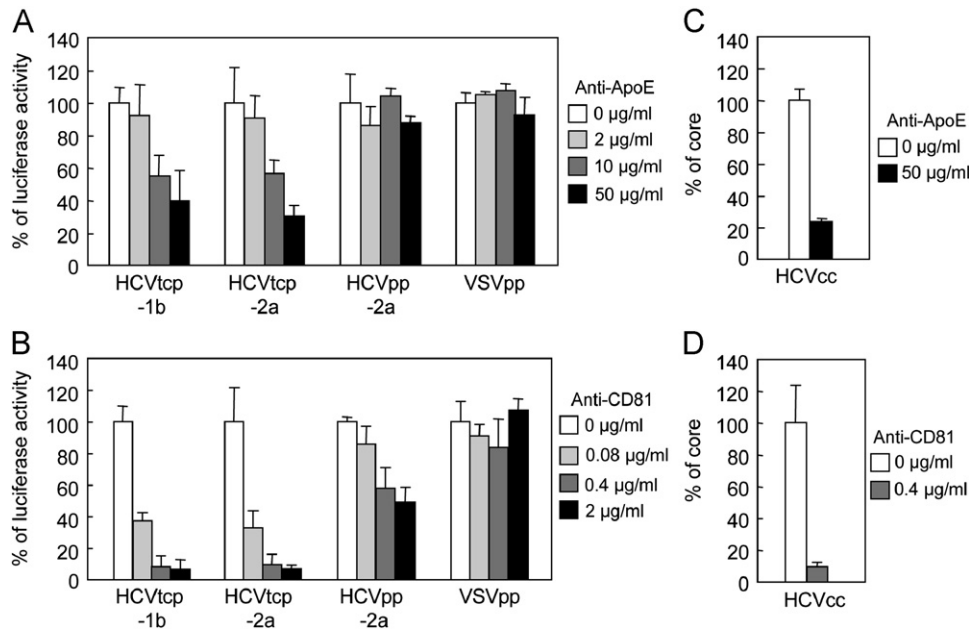 A
140
120
100
80
60
40
20
0
% of luciferase activity
HCVtcp HCVtcp HCVpp VSVpp
-1b -2a -2a
Anti-ApoE
0 µg/ml
2 µg/ml
10 µg/ml
50 µg/ml
C
140
120
100
80
60
40
20
0
% of core
HCVcc
Anti-ApoE
0 µg/ml
50 µg/ml
B
140
120
100
80
60
40
20
0
% of luciferase activity
HCVtcp HCVtcp HCVpp VSVpp
-1b -2a -2a
Anti-CD81
0 µg/ml
0.08 µg/ml
0.4 µg/ml
2 µg/ml
D
140
120
100
80
60
40
20
0
% of core
HCVcc
Anti-CD81
0 µg/ml
0.4 µg/ml